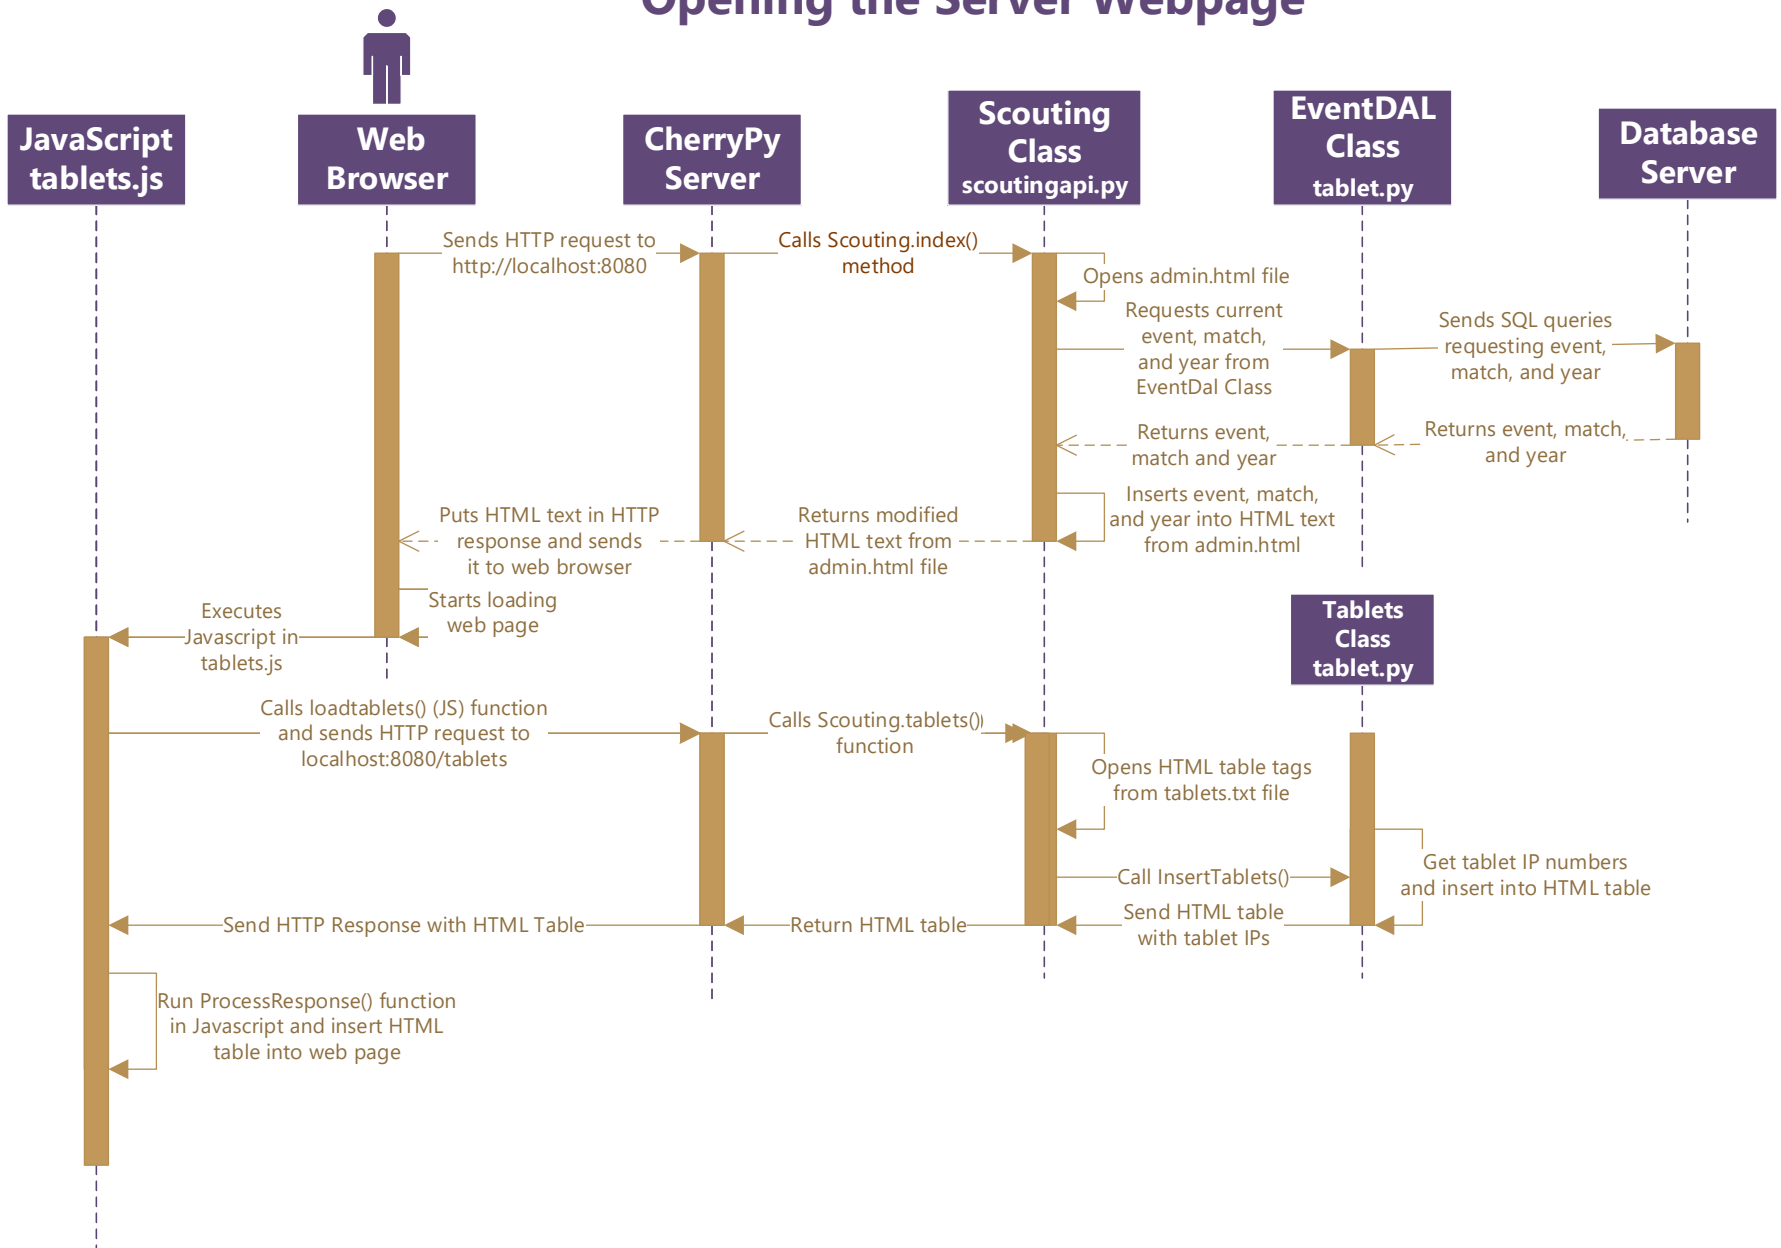 Opening the Server Webpage
JavaScript
tablets.js
Web
Browser
CherryPy
Server
Scouting
Class
scoutingapi.py
EventDAL
Class
tablet.py
Database
Server
Sends HTTP request to
http://localhost:8080
Calls Scouting.index()
method
Opens admin.html file
Requests current
event, match,
and year from
EventDal Class
Sends SQL queries
requesting event,
match, and year
Returns event,
match and year
Returns event, match,
and year
Inserts event, match,
and year into HTML text
from admin.html
Returns modified
HTML text from
admin.html file
Puts HTML text in HTTP
response and sends
it to web browser
Starts loading
web page
Executes
Javascript in
tablets.js
Tablets
Class
tablet.py
Calls loadtablets() (JS) function
and sends HTTP request to
localhost:8080/tablets
Calls Scouting.tablets()
function
Opens HTML table tags
from tablets.txt file
Call InsertTablets()
Get tablet IP numbers
and insert into HTML table
Send HTML table
with tablet IPs
Return HTML table
Send HTTP Response with HTML Table
Run ProcessResponse() function
in Javascript and insert HTML
table into web page